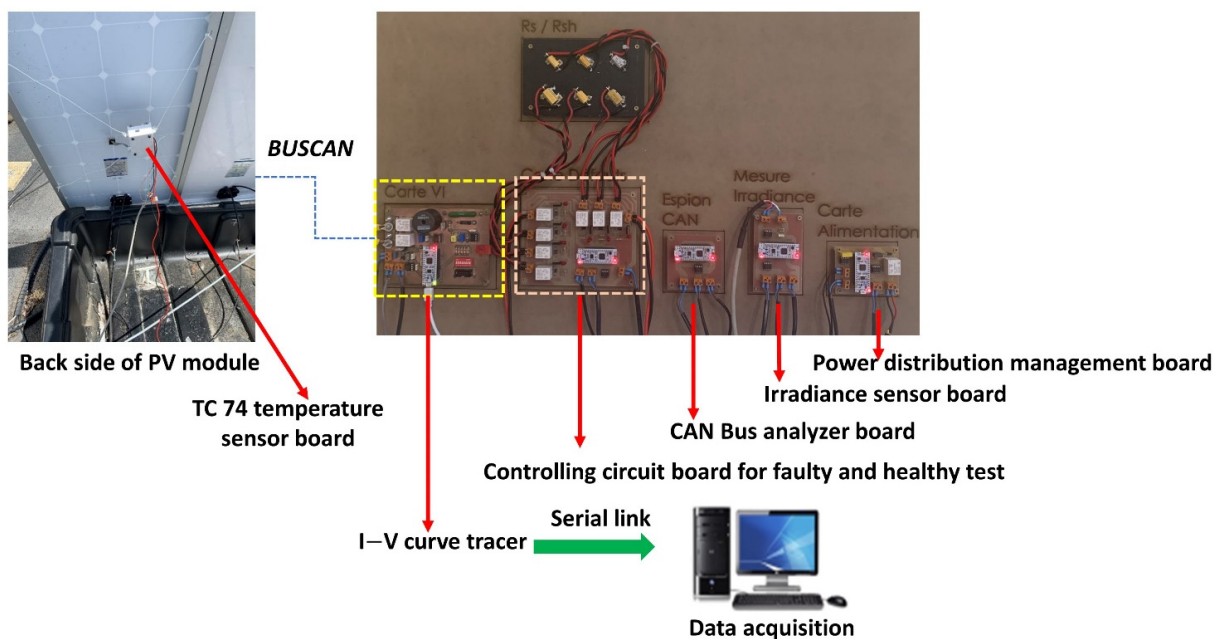 Rs / Rsh
BUSCAN
Carte VI
Espion
CAN
Mesure
Irradiance
Carte
Alimentation
Back side of PV module
TC 74 temperature
sensor board
Power distribution management board
Irradiance sensor board
CAN Bus analyzer board
Controlling circuit board for faulty and healthy test
Serial link
I–V curve tracer
Data acquisition